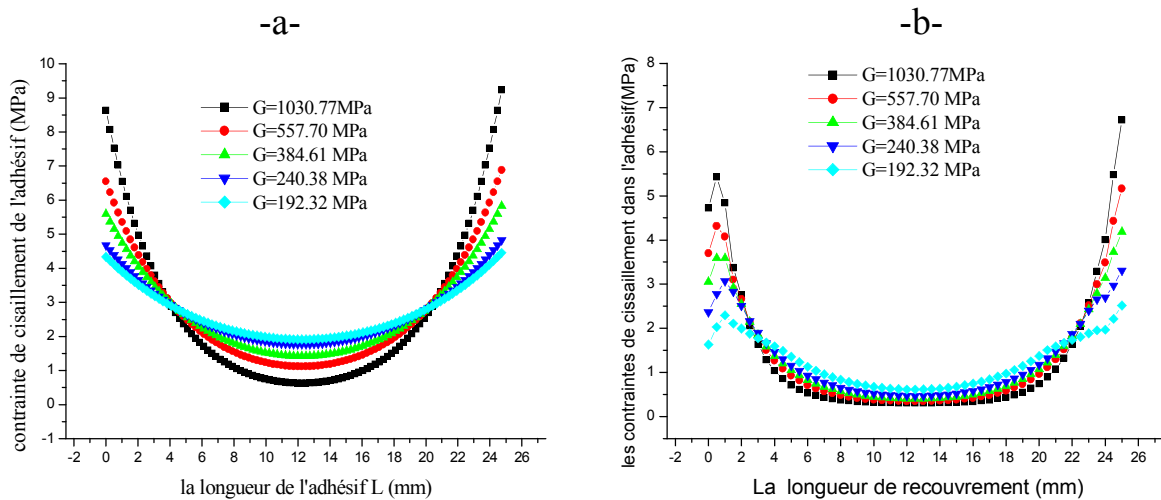 -a-
contrainte de cisaillement de l'adhésif (MPa)
10
9
8
7
6
5
4
3
2
1
0
-1
G=1030.77MPa
G=557.70 MPa
G=384.61 MPa
G=240.38 MPa
G=192.32 MPa
-2 0 2 4 6 8 10 12 14 16 18 20 22 24 26
la longueur de l'adhésif L (mm)
-b-
les contraintes de cissaillement dans l'adhésif(MPa)
8
7
6
5
4
3
2
1
0
G=1030.77MPa
G=557.70 MPa
G=384.61 MPa
G=240.38 MPa
G=192.32 MPa
-2 0 2 4 6 8 10 12 14 16 18 20 22 24 26
La longueur de recouvrement (mm)